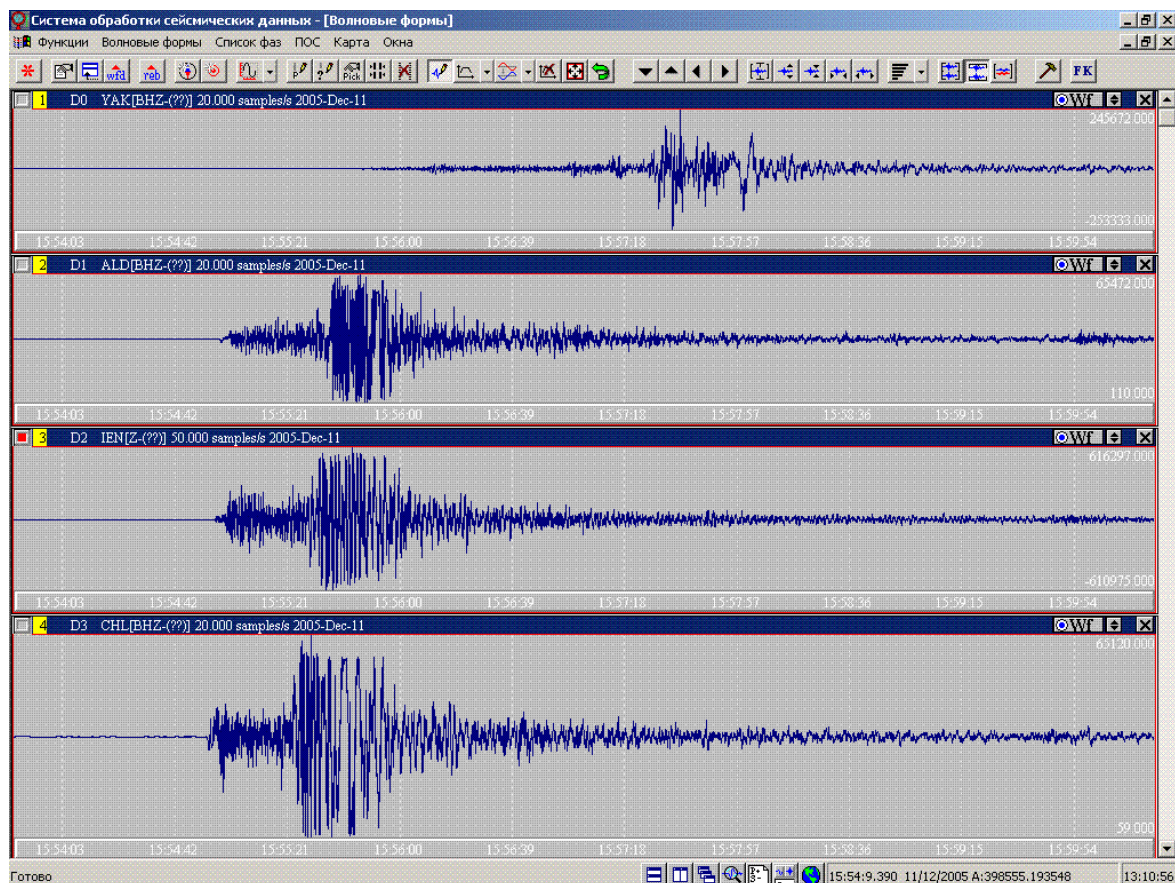 Система обработки сейсмических данных - [Волновые формы]
Функции Волновые формы Список фаз ПОС Карта Окна
wfd reb Pick FK
1 D0 YAK[BHZ-(??)] 20.000 samples/s 2005-Dec-11 Wf
245672.000
-253333.000
15:54:03 15:54:42 15:55:21 15:56:00 15:56:39 15:57:18 15:57:57 15:58:36 15:59:15 15:59:54
2 D1 ALD[BHZ-(??)] 20.000 samples/s 2005-Dec-11 Wf
65472.000
110.000
15:54:03 15:54:42 15:55:21 15:56:00 15:56:39 15:57:18 15:57:57 15:58:36 15:59:15 15:59:54
3 D2 IEN[Z-(??)] 50.000 samples/s 2005-Dec-11 Wf
616297.000
-610975.000
15:54:03 15:54:42 15:55:21 15:56:00 15:56:39 15:57:18 15:57:57 15:58:36 15:59:15 15:59:54
4 D3 CHL[BHZ-(??)] 20.000 samples/s 2005-Dec-11 Wf
65120.000
59.000
15:54:03 15:54:42 15:55:21 15:56:00 15:56:39 15:57:18 15:57:57 15:58:36 15:59:15 15:59:54
Готово 15:54:9.390 11/12/2005 A:398555.193548